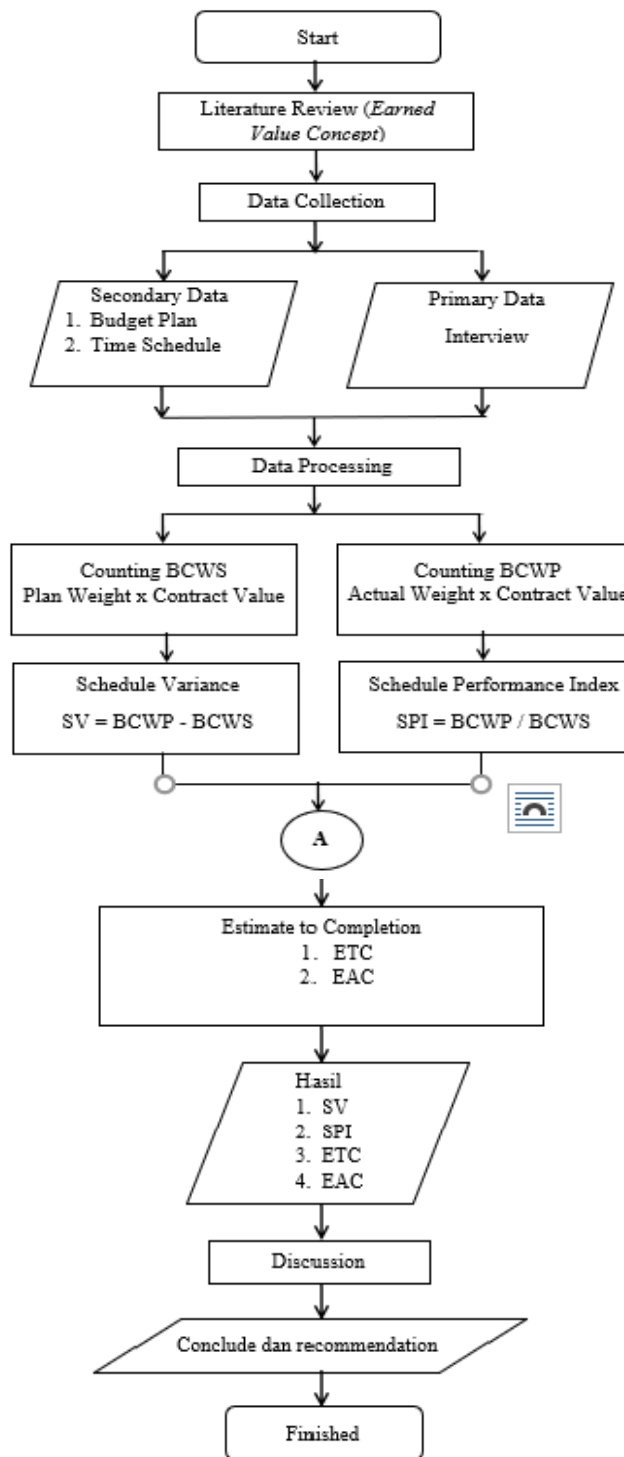 Start
Literature Review (Earned
Value Concept)
Data Collection
Secondary Data
1. Budget Plan
2. Time Schedule
Primary Data
Interview
Data Processing
Counting BCWS
Plan Weight x Contract Value
Counting BCWP
Actual Weight x Contract Value
Schedule Variance
SV = BCWP - BCWS
Schedule Performance Index
SPI = BCWP / BCWS
A
Estimate to Completion
1. ETC
2. EAC
Hasil
1. SV
2. SPI
3. ETC
4. EAC
Discussion
Conclude dan recommendation
Finished